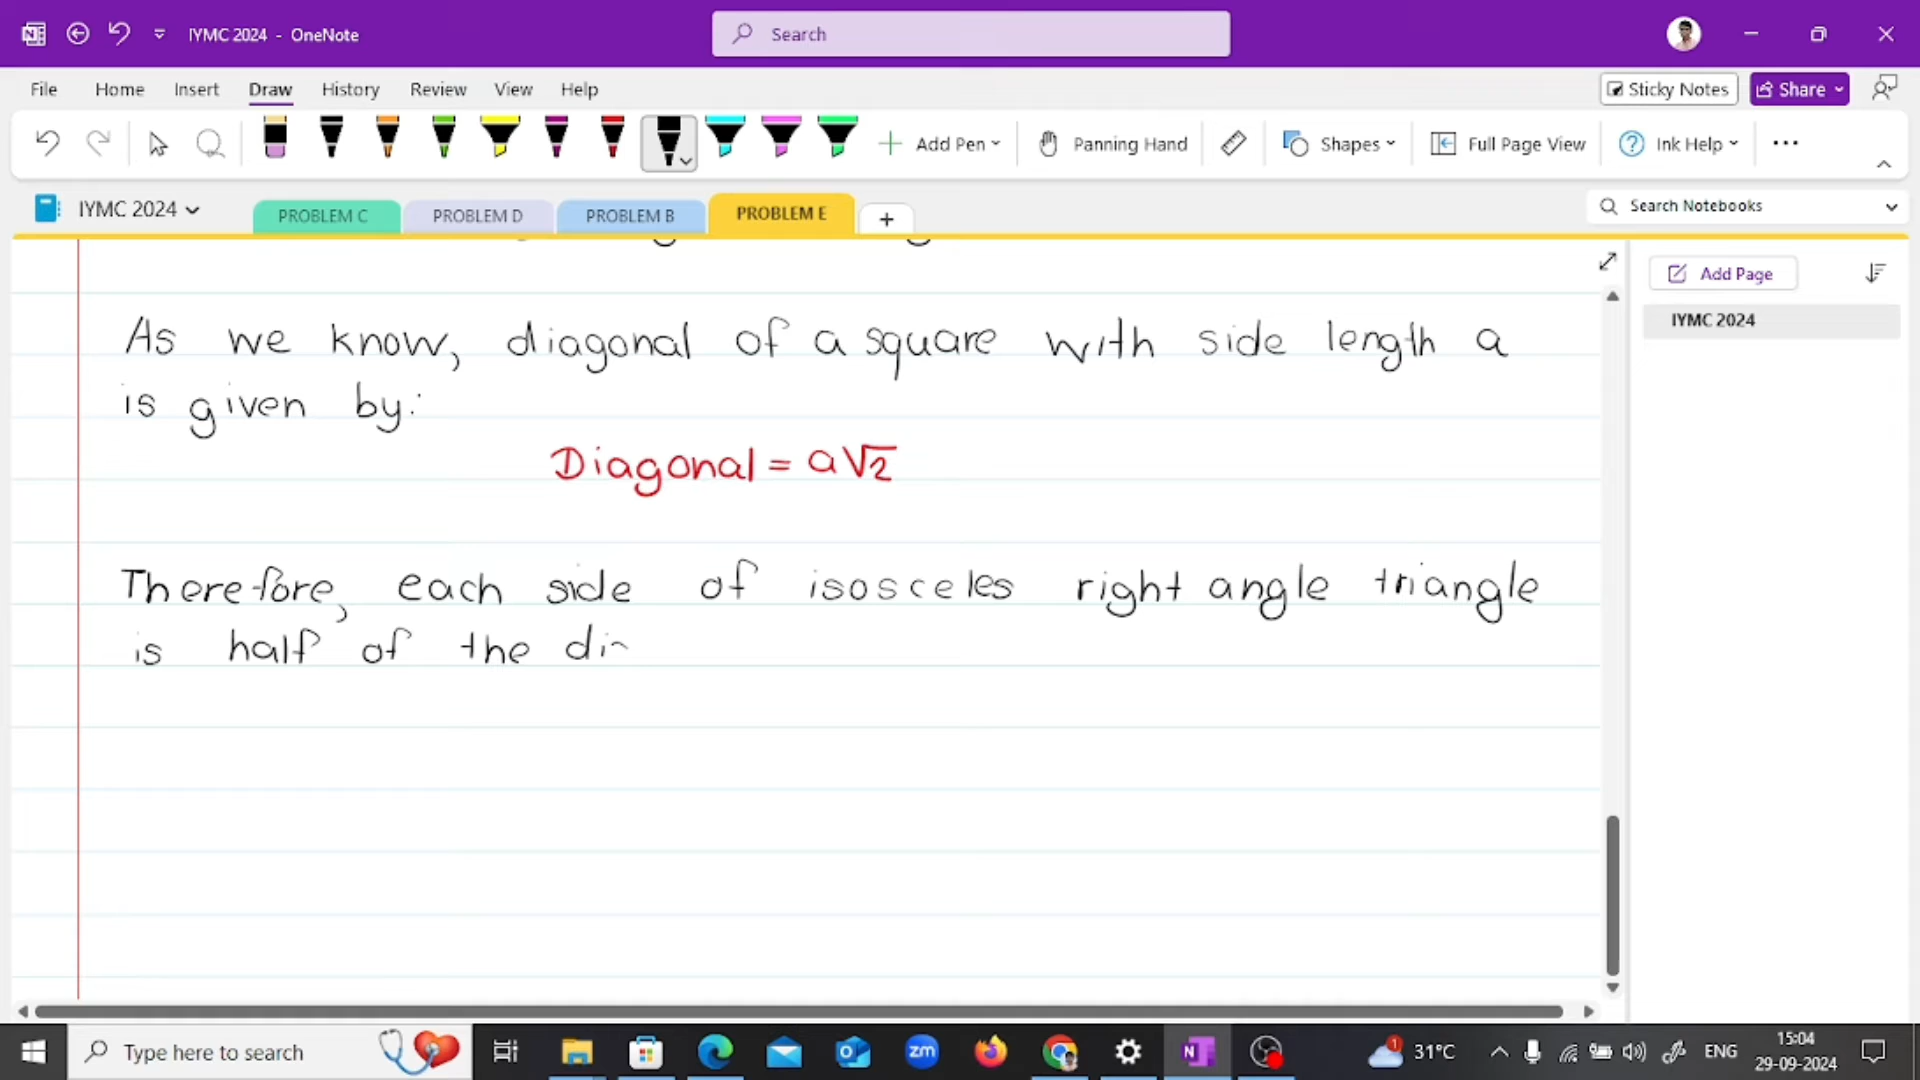 IYMC 2024 - OneNote
Search
File Home Insert Draw History Review View Help
Sticky Notes Share
Add Pen Panning Hand Shapes Full Page View Ink Help
IYMC 2024 PROBLEM C PROBLEM D PROBLEM B PROBLEM E +
Search Notebooks
Add Page
IYMC 2024
As we know, diagonal of a square with side length a
is given by:
Diagonal = a√2
Therefore, each side of isosceles right angle triangle
is half of the di
Type here to search
zm
N
1
31°C
ENG
15:04
29-09-2024